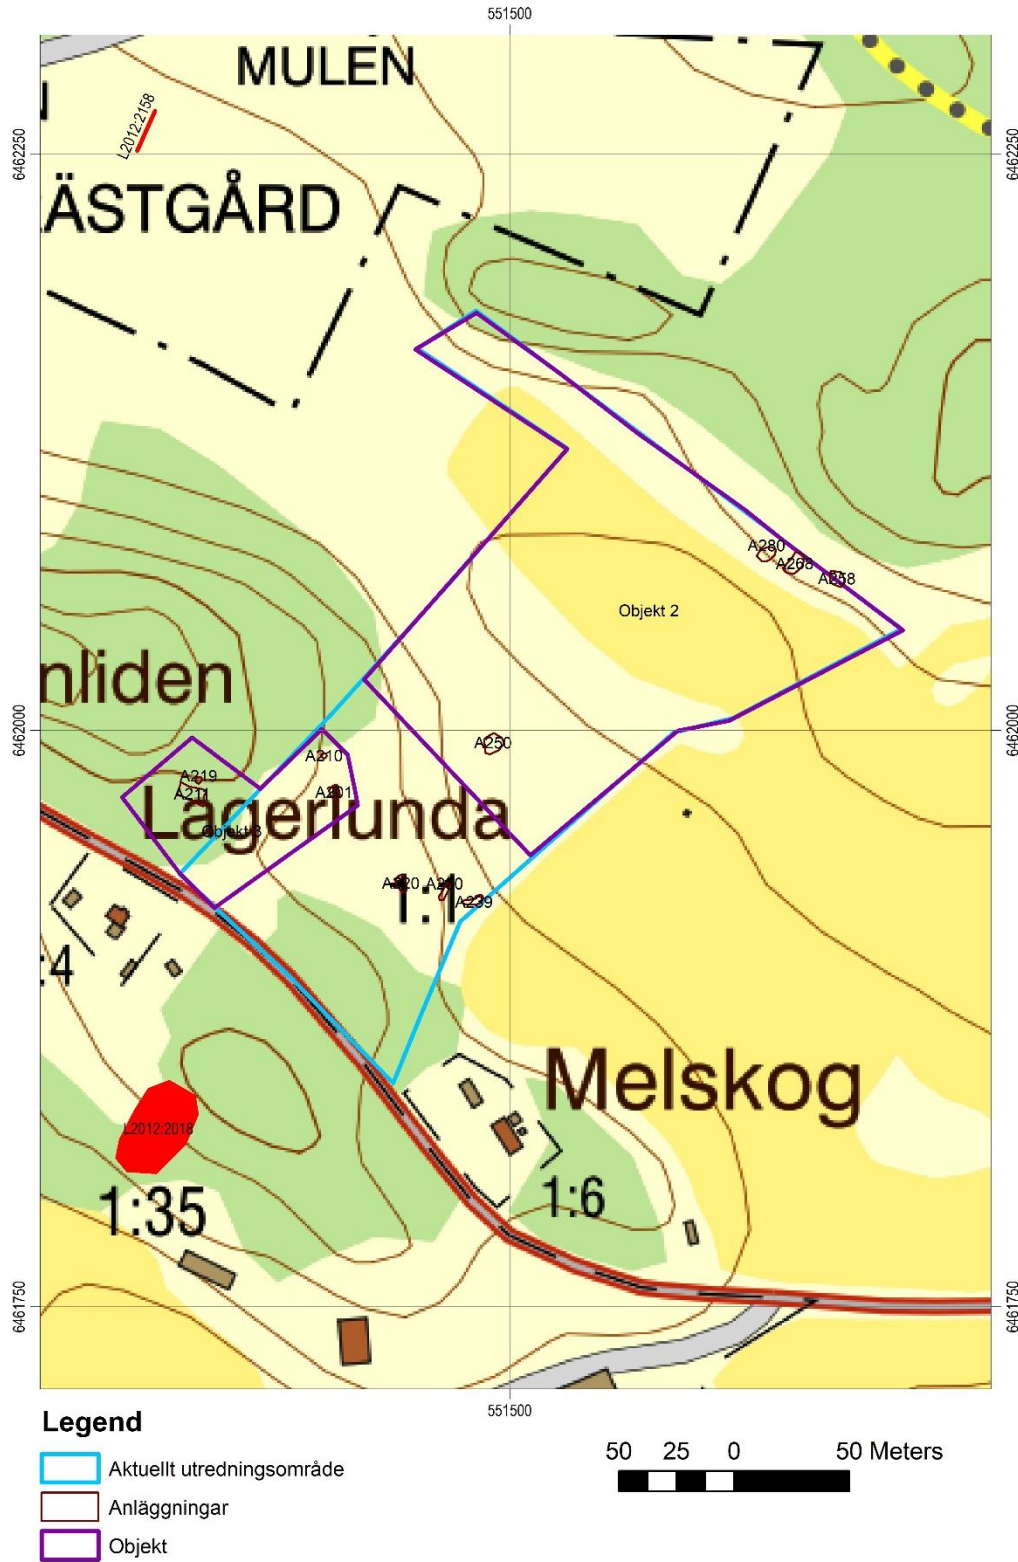 551500
MULEN
N
L2012:2158
6462250
6462250
ÄSTGÅRD
A280
A268
A258
Objekt 2
nliden
6462000
6462000
A250
A210
A219
A211
A201
Lagerlunda
Objekt 3
A220
A239
1:1
:4
Melskog
L2012:2018
1:35
1:6
6461750
6461750
551500
Legend
Aktuellt utredningsområde
Anläggningar
Objekt
50 25 0 50 Meters